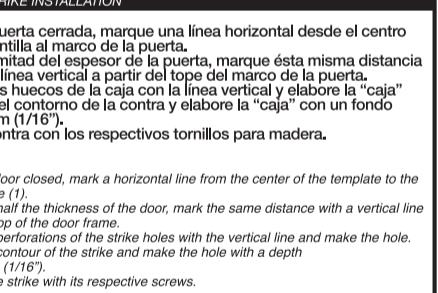 RIKE INSTALLATION
uerta cerrada, marque una línea horizontal desde el centro
ntilla al marco de la puerta.
mitad del espesor de la puerta, marque ésta misma distancia
línea vertical a partir del tope del marco de la puerta.
s huecos de la caja con la línea vertical y elabore la “caja”
el contorno de la contra y elabore la “caja” con un fondo
m (1/16”).
ontra con los respectivos tornillos para madera.
oor closed, mark a horizontal line from the center of the template to the
e (1).
half the thickness of the door, mark the same distance with a vertical line
op of the door frame.
perforations of the strike holes with the vertical line and make the hole.
contour of the strike and make the hole with a depth
(1/16”).
e strike with its respective screws.